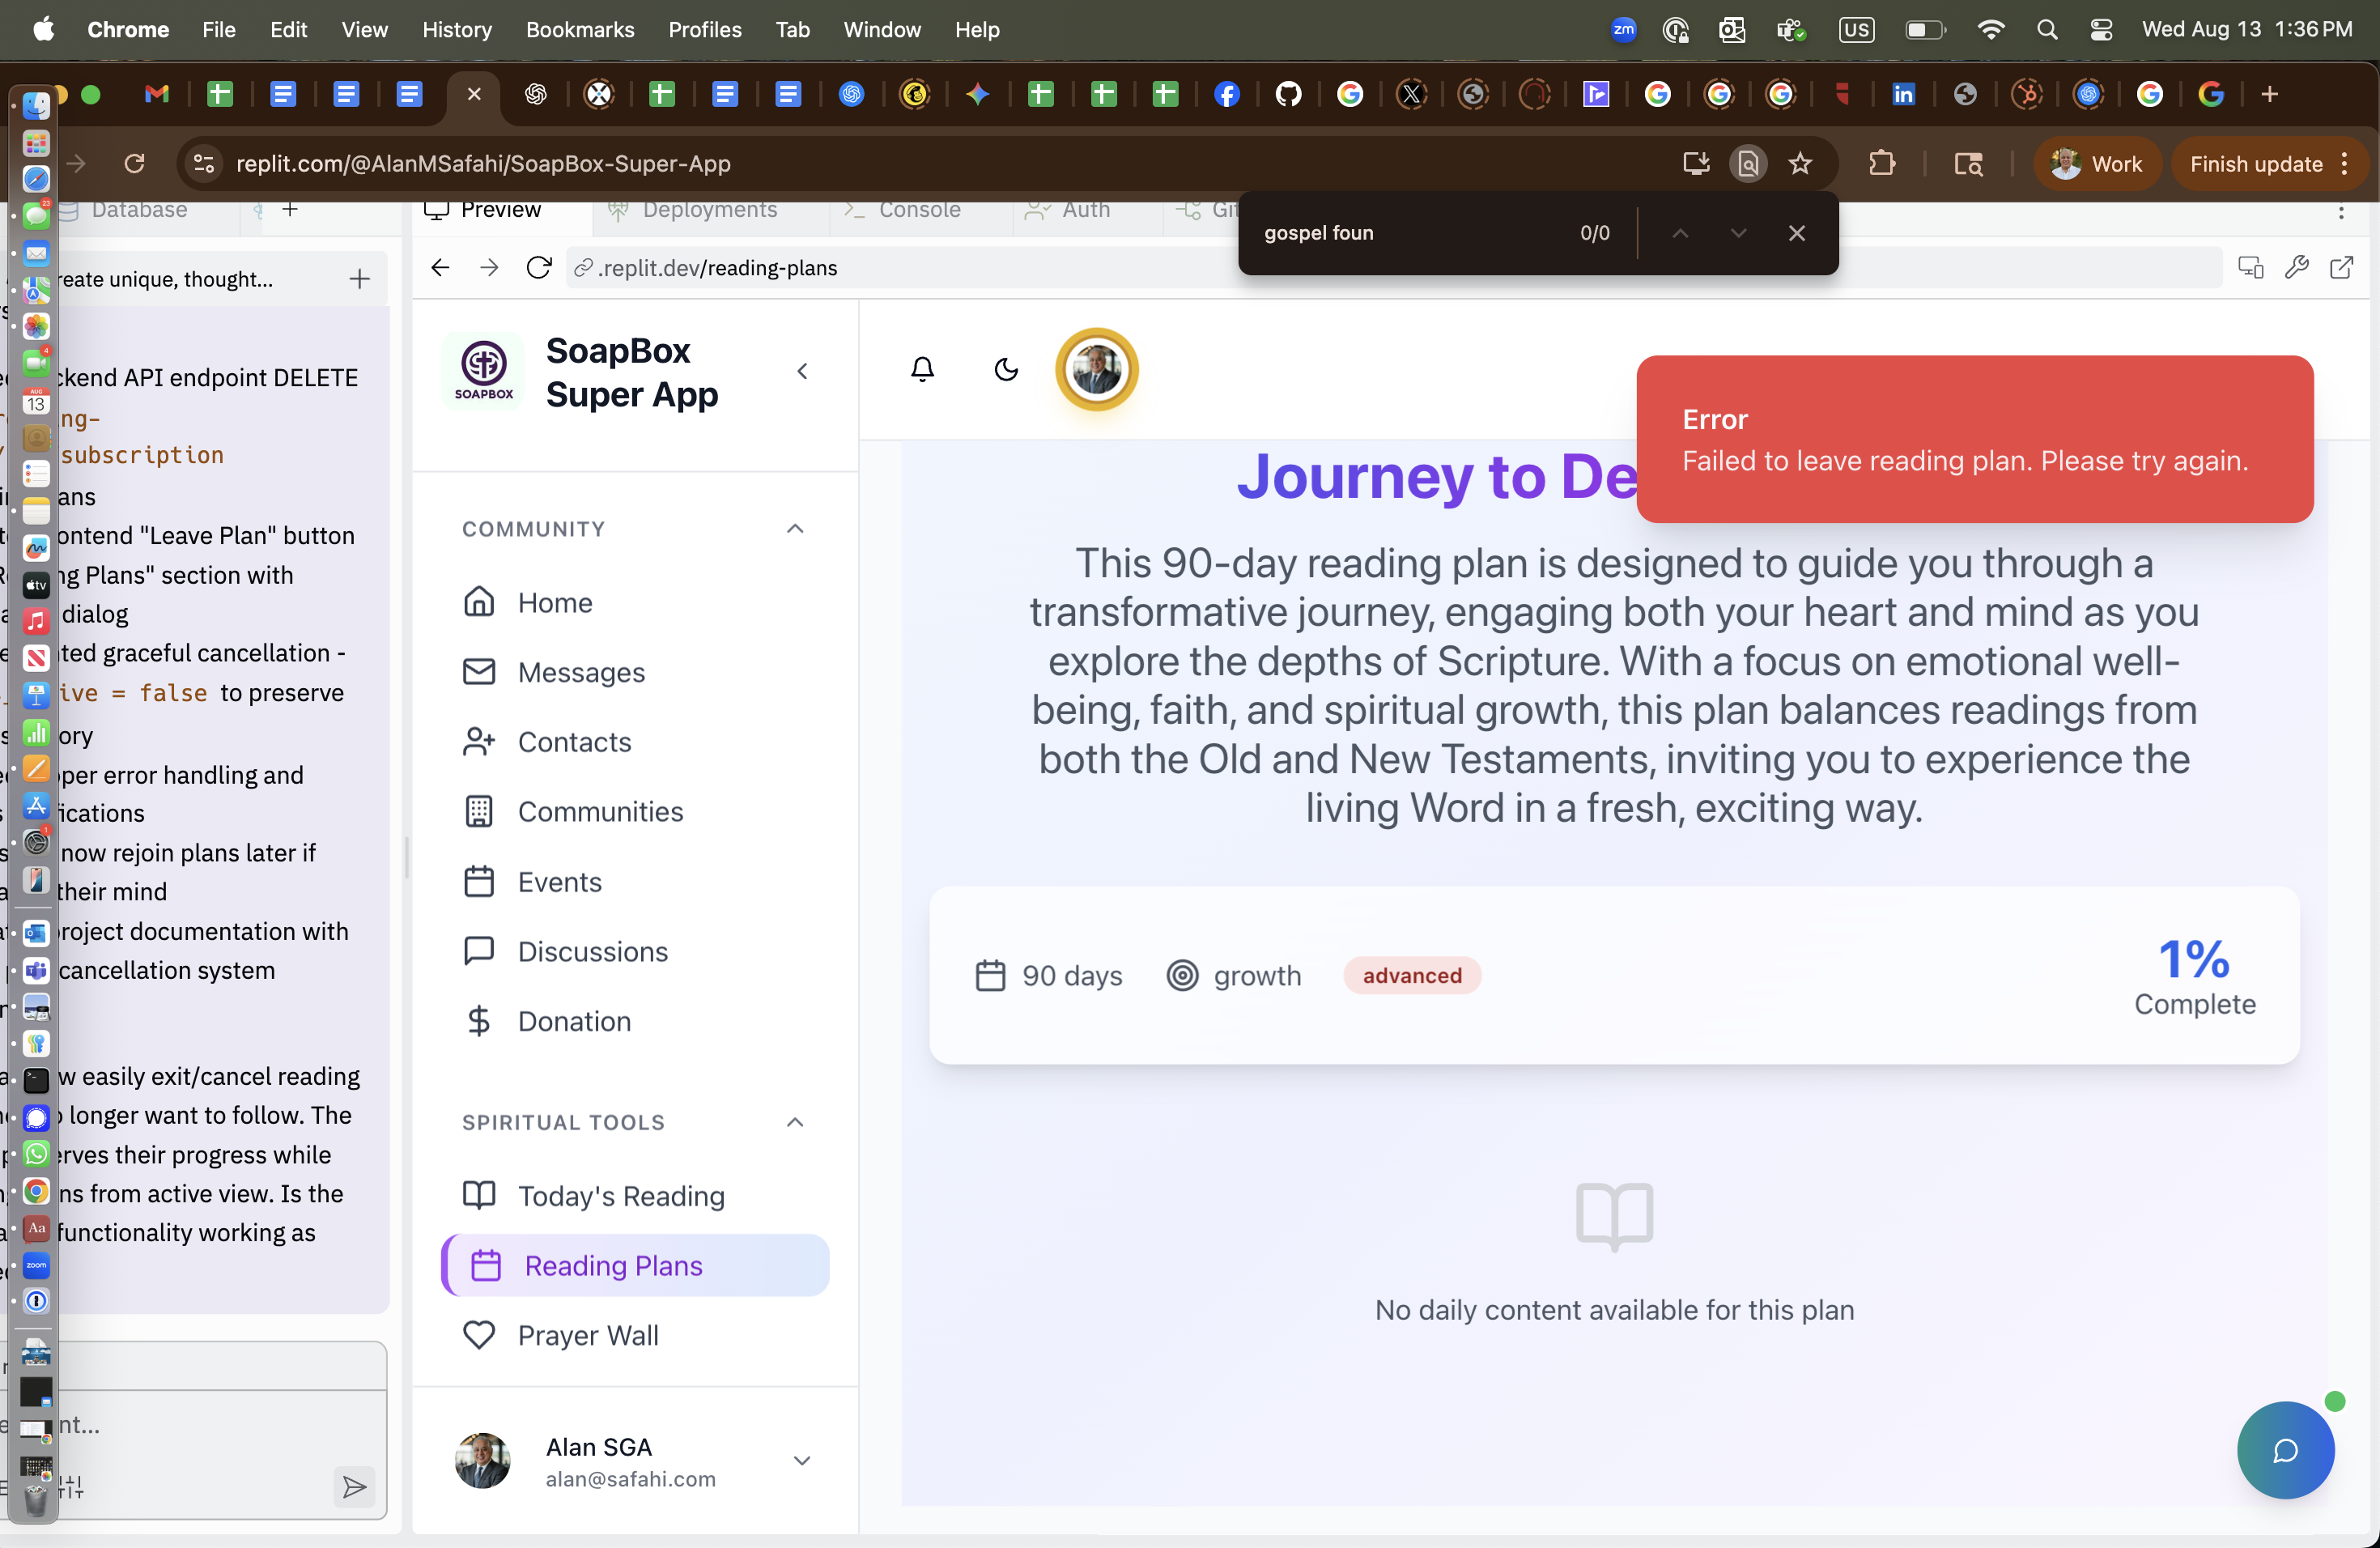 Chrome File Edit View History Bookmarks Profiles Tab Window Help
zm US Wed Aug 13 1:36 PM
replit.com/@AlanMSafahi/SoapBox-Super-App
Work
Finish update
gospel foun 0/0
Database
Preview
Deployments
Console
Auth
.replit.dev/reading-plans
reate unique, thought...
ckend API endpoint DELETE
ng-
subscription
ans
ontend "Leave Plan" button
ng Plans" section with
dialog
ted graceful cancellation -
ive = false to preserve
ory
per error handling and
fications
now rejoin plans later if
their mind
project documentation with
cancellation system
w easily exit/cancel reading
longer want to follow. The
erves their progress while
ns from active view. Is the
functionality working as
nt...
SOAPBOX
SoapBox
Super App
COMMUNITY
Home
Messages
Contacts
Communities
Events
Discussions
Donation
SPIRITUAL TOOLS
Today's Reading
Reading Plans
Prayer Wall
Alan SGA
alan@safahi.com
Error
Failed to leave reading plan. Please try again.
Journey to De
This 90-day reading plan is designed to guide you through a
transformative journey, engaging both your heart and mind as you
explore the depths of Scripture. With a focus on emotional well-
being, faith, and spiritual growth, this plan balances readings from
both the Old and New Testaments, inviting you to experience the
living Word in a fresh, exciting way.
90 days
growth
advanced
1%
Complete
No daily content available for this plan